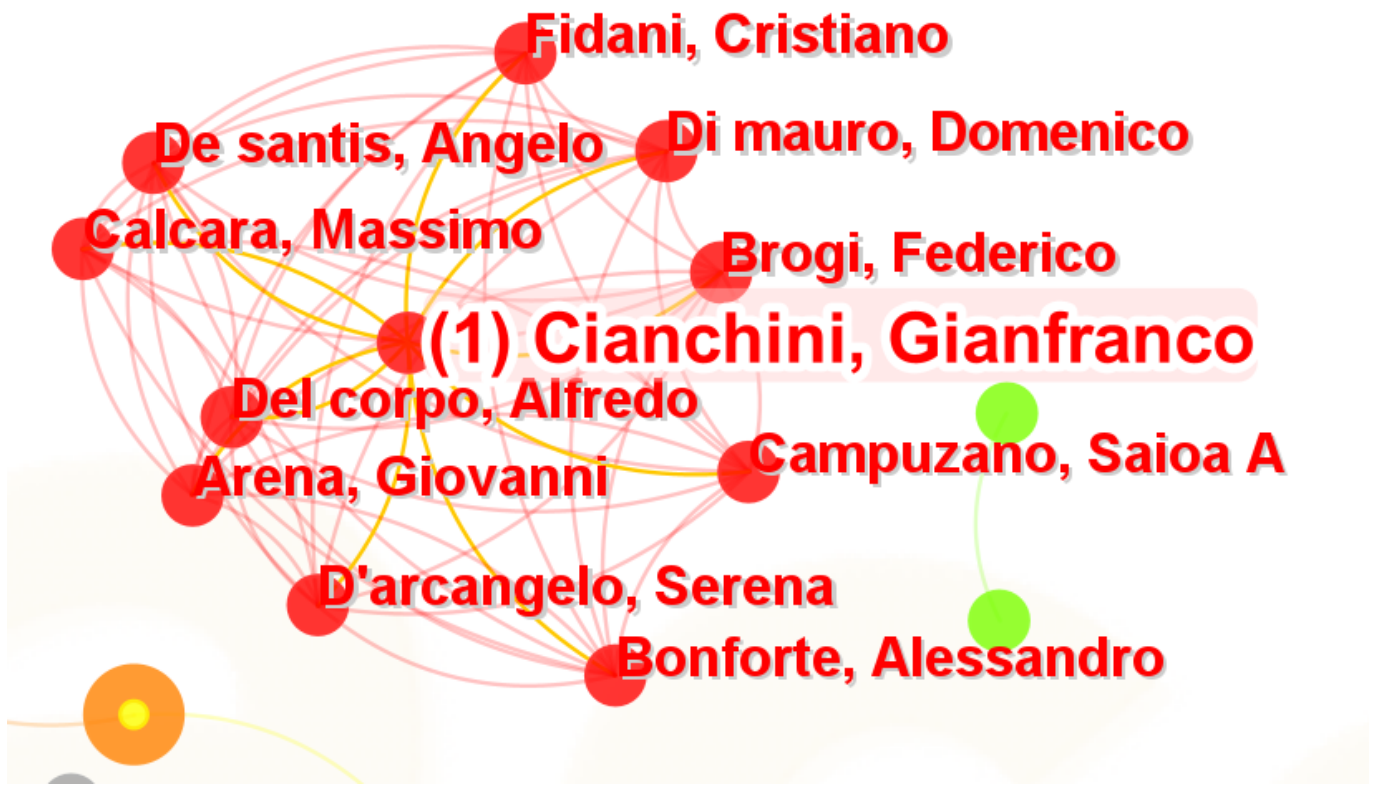 Fidani, Cristiano
Di mauro, Domenico
De santis, Angelo
Calcara, Massimo
Brogi, Federico
(1) Cianchini, Gianfranco
Del corpo, Alfredo
Campuzano, Saioa A
Arena, Giovanni
D'arcangelo, Serena
Bonforte, Alessandro